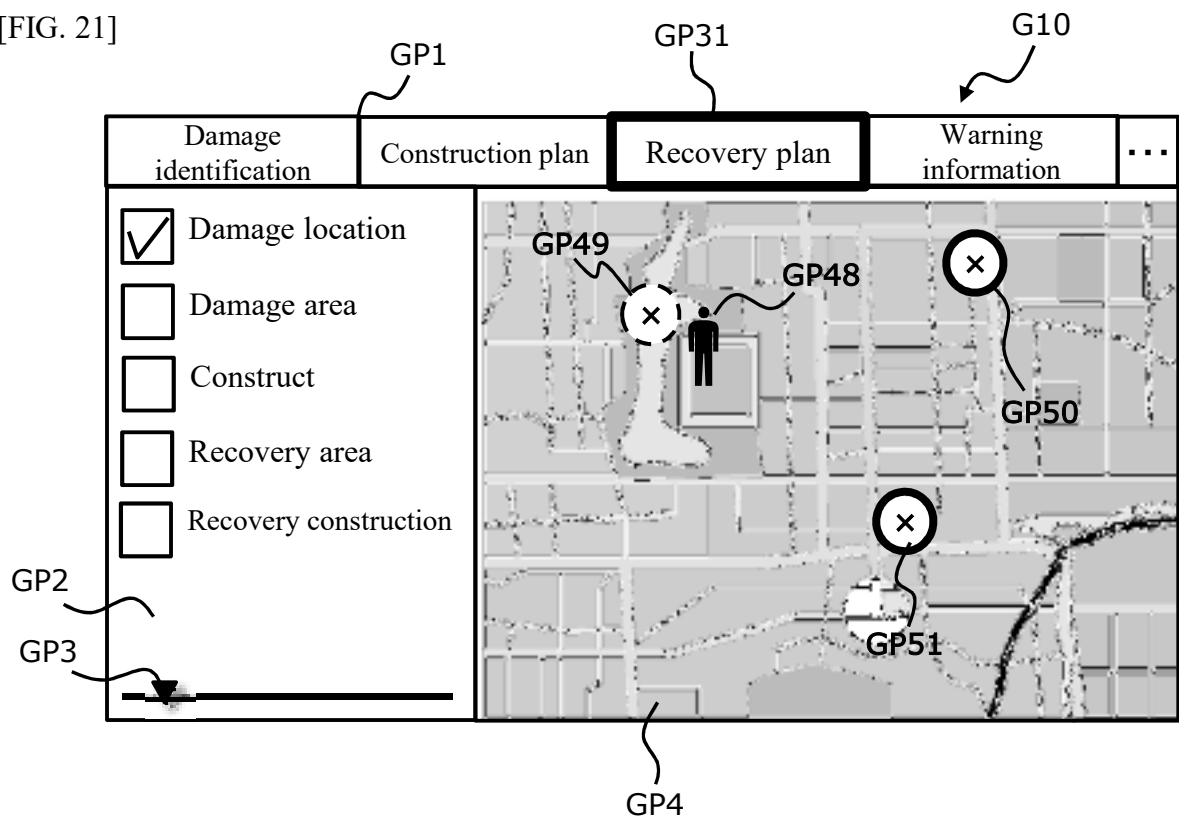 [FIG. 21]
G10
GP31
GP1
Damage
identification
Construction plan
Recovery plan
Warning
information
...
Damage location
Damage area
Construct
Recovery area
Recovery construction
GP49
GP48
GP50
GP51
GP2
GP3
GP4